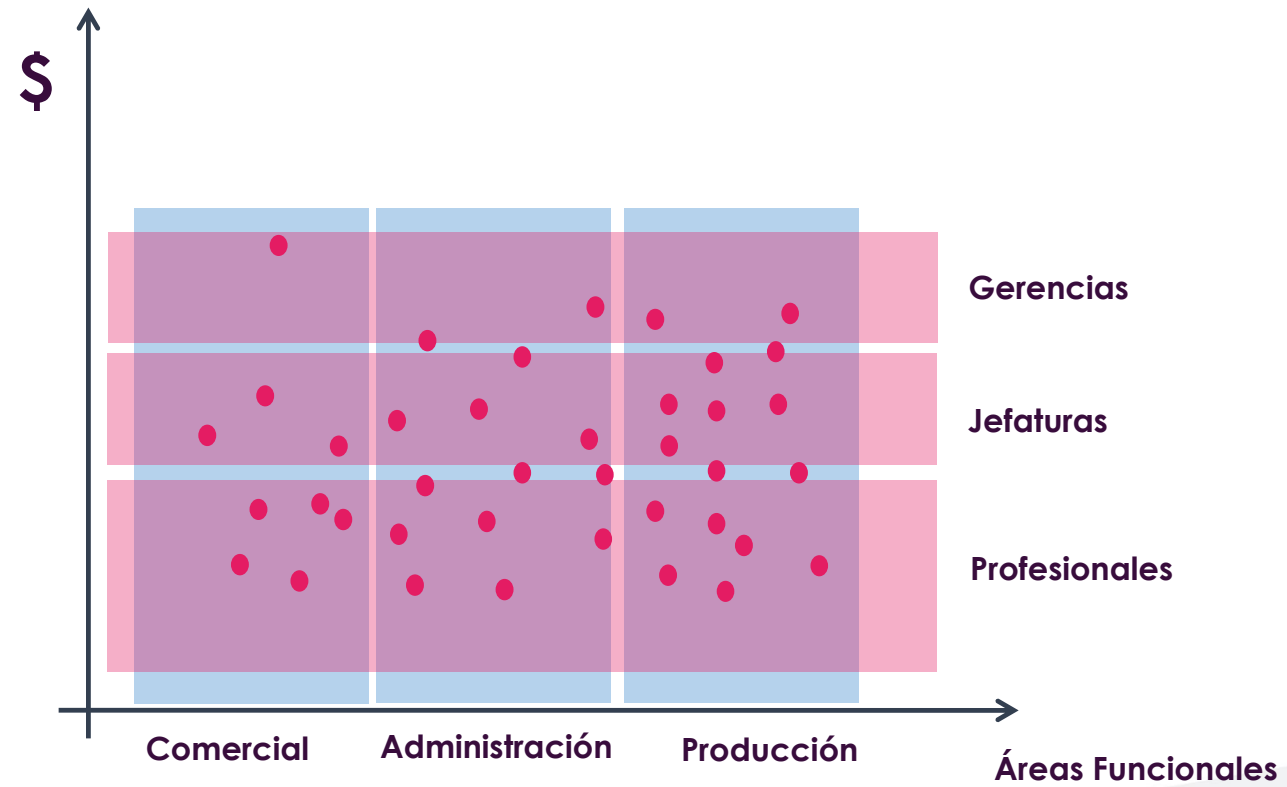 $
Gerencias
Jefaturas
Profesionales
Comercial
Administración
Producción
Áreas Funcionales